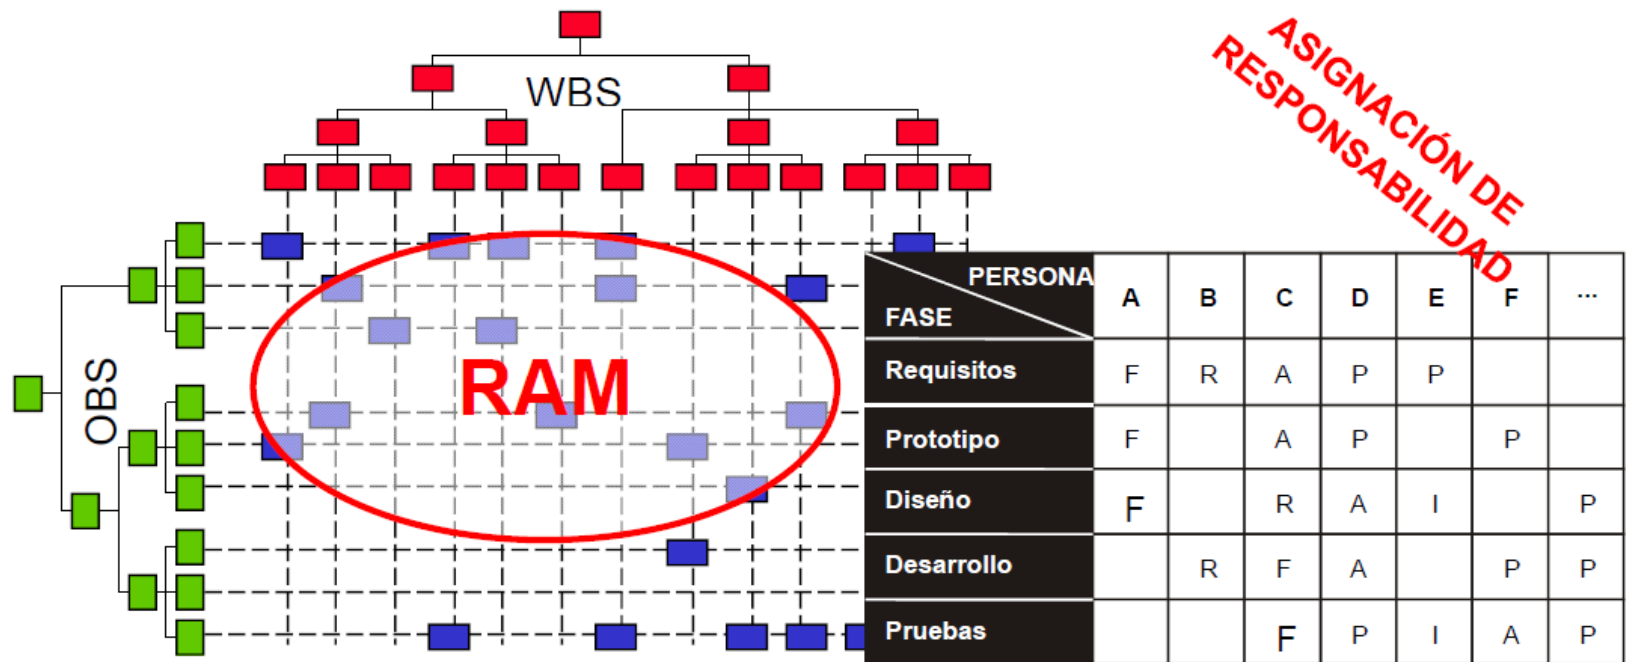 WBS
OBS
RAM
ASIGNACIÓN DE
RESPONSABILIDAD
PERSONA
FASE
A B C D E F ...
Requisitos F R A P P
Prototipo F A P P
Diseño F R A I P
Desarrollo R F A P P
Pruebas F P I A P